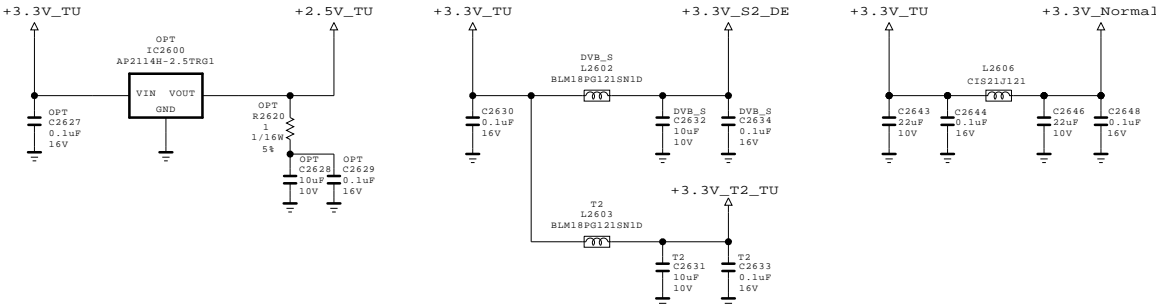 +3.3V_TU
+2.5V_TU
OPT
IC2600
AP2114H-2.5TRG1
VIN VOUT
GND
OPT
C2627
0.1uF
16V
OPT
R2620
1
1/16W
5%
OPT
C2628
10uF
10V
OPT
C2629
0.1uF
16V
+3.3V_TU
+3.3V_S2_DE
DVB_S
L2602
BLM18PG121SN1D
C2630
0.1uF
16V
DVB_S
C2632
10uF
10V
DVB_S
C2634
0.1uF
16V
+3.3V_T2_TU
T2
L2603
BLM18PG121SN1D
T2
C2631
10uF
10V
T2
C2633
0.1uF
16V
+3.3V_TU
+3.3V_Normal
L2606
CIS21J121
C2643
22uF
10V
C2644
0.1uF
16V
C2646
22uF
10V
C2648
0.1uF
16V